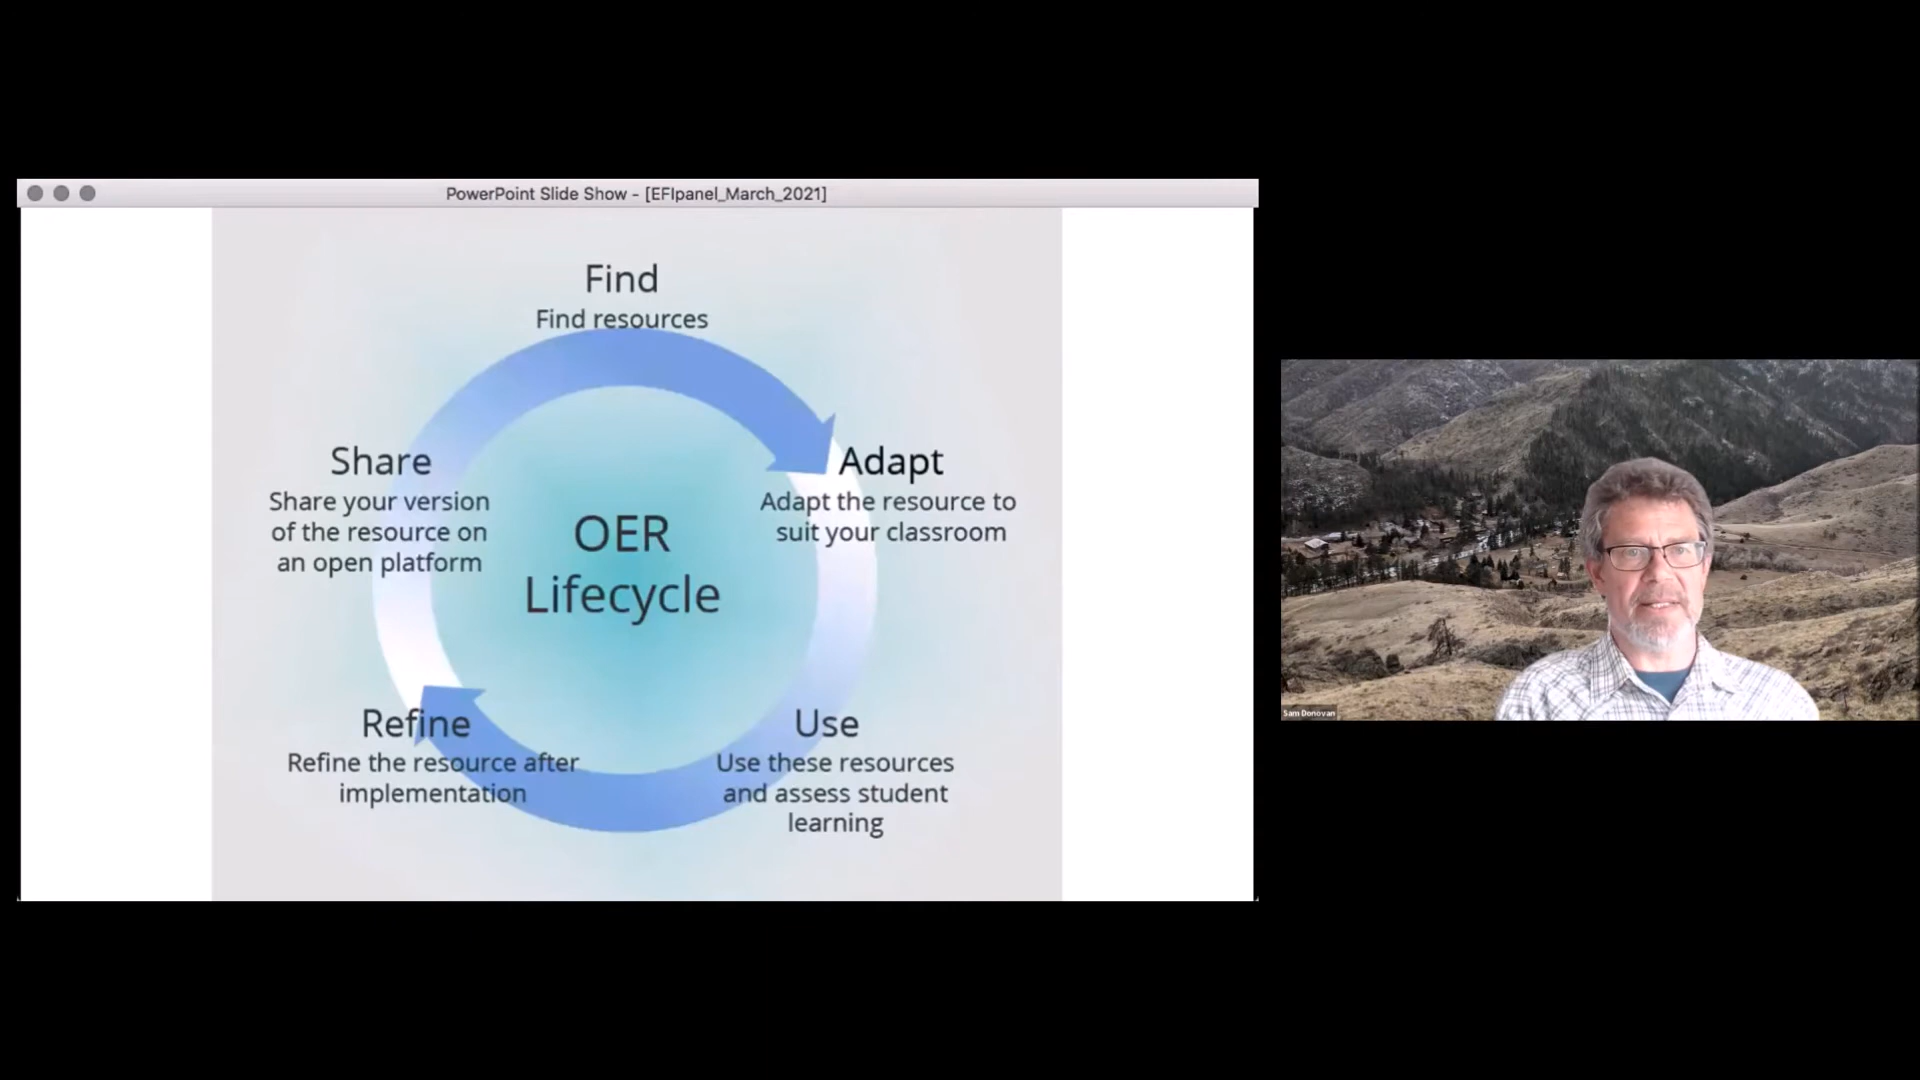 PowerPoint Slide Show - [EFIpanel_March_2021]
Find
Find resources
Adapt
Adapt the resource to
suit your classroom
Use
Use these resources
and assess student
learning
Refine
Refine the resource after
implementation
Share
Share your version
of the resource on
an open platform
OER
Lifecycle
Sam Donovan